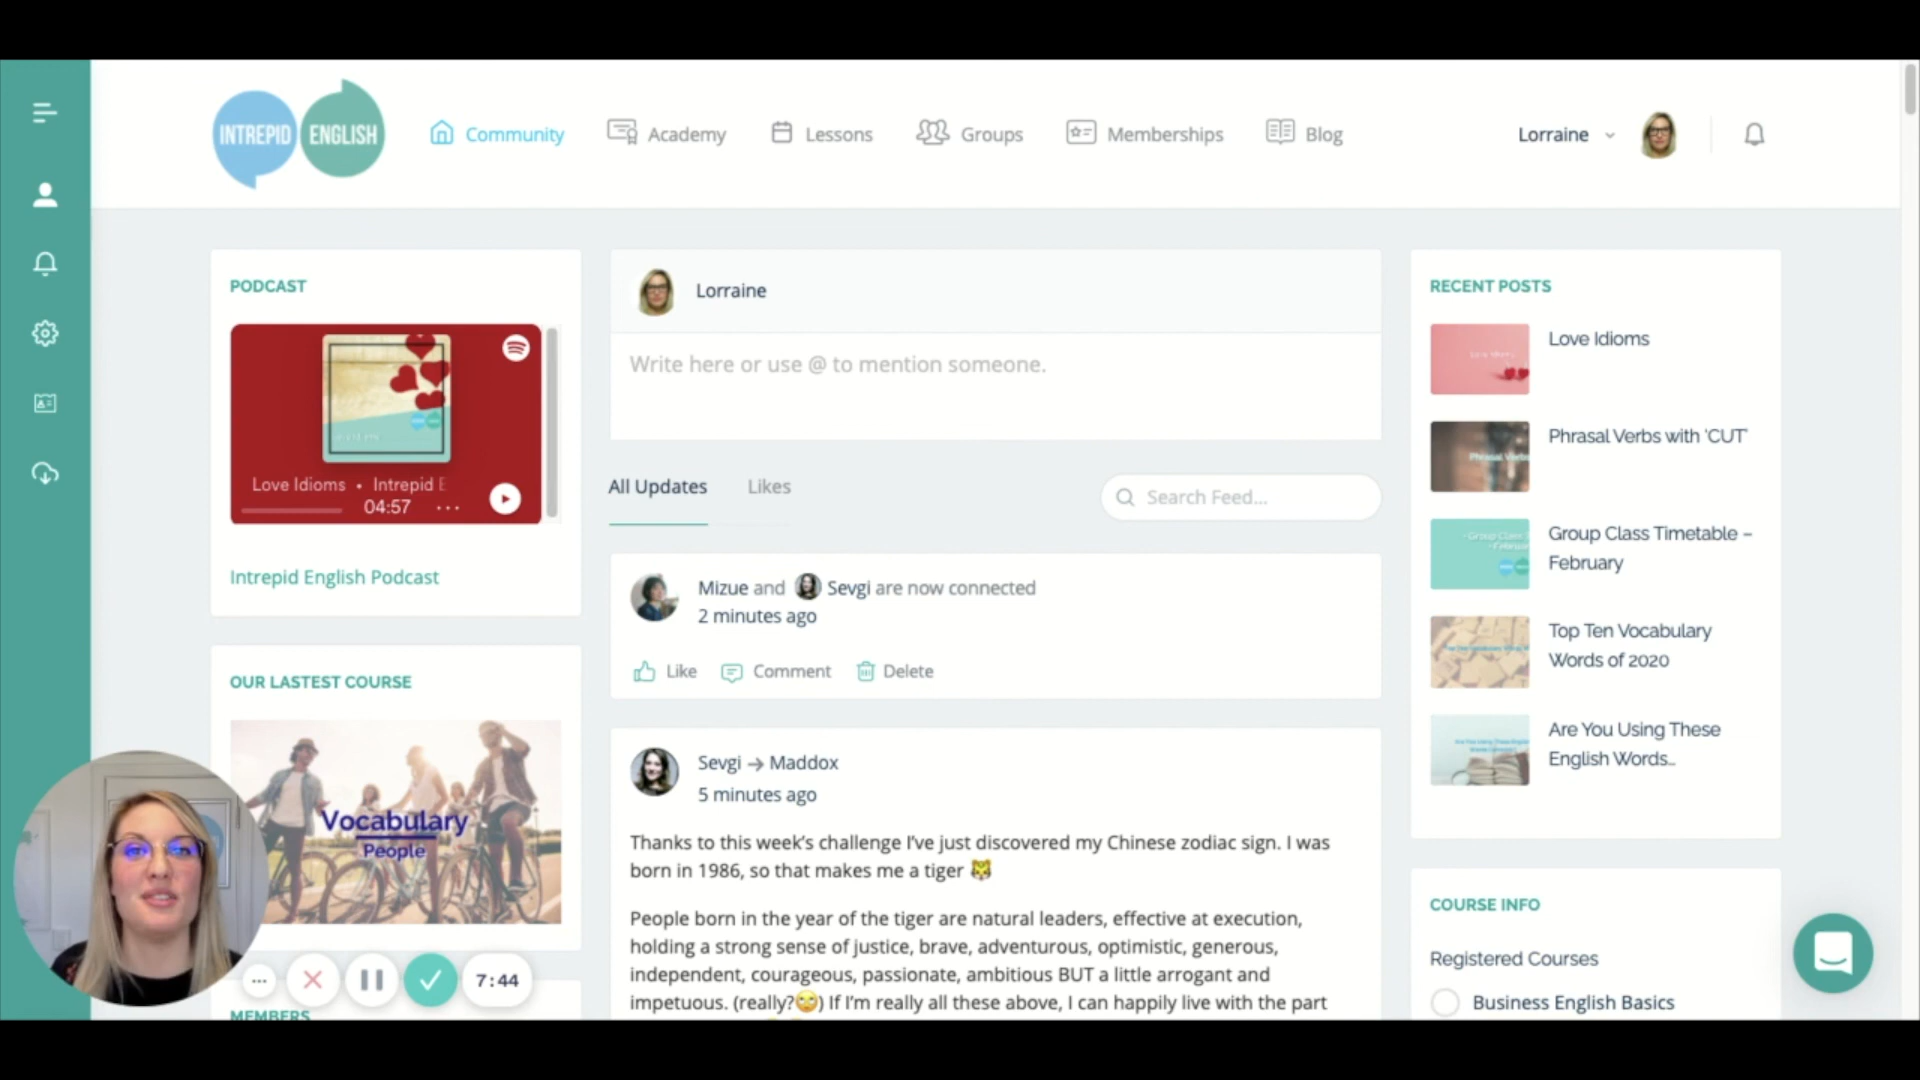 INTREPID ENGLISH
Community
Academy
Lessons
Groups
Memberships
Blog
Lorraine
PODCAST
Love Idioms • Intrepid E
04:57
Intrepid English Podcast
OUR LASTEST COURSE
Vocabulary
People
MEMBERS
7:44
Lorraine
Write here or use @ to mention someone.
All Updates
Likes
Search Feed...
Mizue and Sevgi are now connected
2 minutes ago
Like
Comment
Delete
Sevgi → Maddox
5 minutes ago
Thanks to this week's challenge I've just discovered my Chinese zodiac sign. I was
born in 1986, so that makes me a tiger 🐯
People born in the year of the tiger are natural leaders, effective at execution,
holding a strong sense of justice, brave, adventurous, optimistic, generous,
independent, courageous, passionate, ambitious BUT a little arrogant and
impetuous. (really?🙄) If I'm really all these above, I can happily live with the part
RECENT POSTS
Love Idioms
Phrasal Verbs with 'CUT'
Phrasal Verbs
Group Class Timetable –
February
Top Ten Vocabulary
Words of 2020
Are You Using These
English Words...
COURSE INFO
Registered Courses
Business English Basics